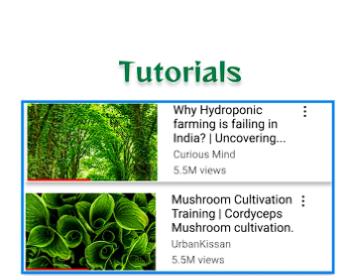 Tutorials
Why Hydroponic
farming is failing in
India? | Uncovering...
Curious Mind
5.5M views
Mushroom Cultivation
Training | Cordyceps
Mushroom cultivation.
UrbanKissan
5.5M views